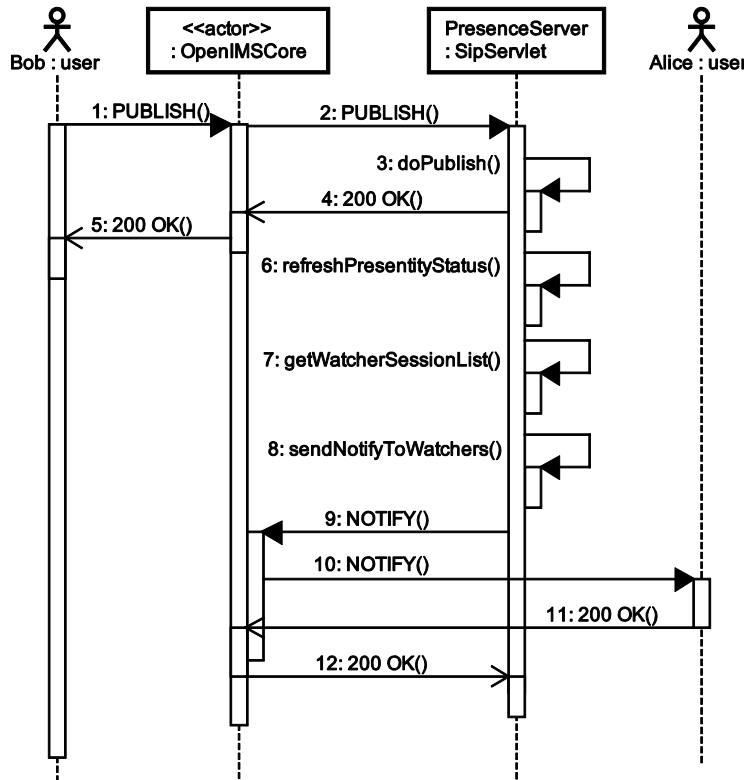 Bob : user
<<actor>>
: OpenIMSCore
PresenceServer
: SipServlet
Alice : user
1: PUBLISH()
2: PUBLISH()
3: doPublish()
4: 200 OK()
5: 200 OK()
6: refreshPresentityStatus()
7: getWatcherSessionList()
8: sendNotifyToWatchers()
9: NOTIFY()
10: NOTIFY()
11: 200 OK()
12: 200 OK()